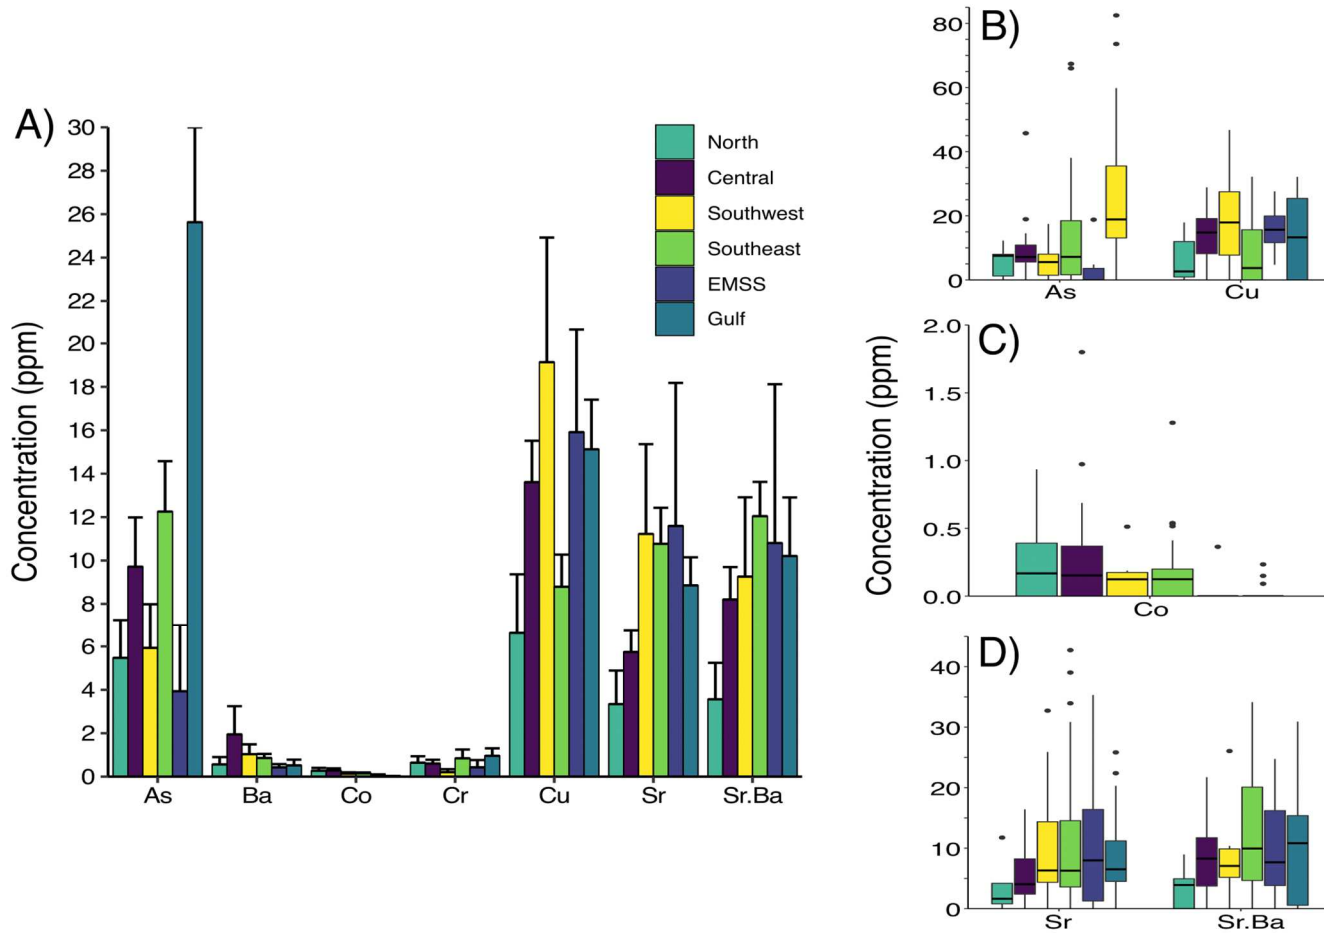 A)
Concentration (ppm)
30
28
26
24
22
20
18
16
14
12
10
8
6
4
2
0
As Ba Co Cr Cu Sr Sr.Ba
North
Central
Southwest
Southeast
EMSS
Gulf
Concentration (ppm)
B)
80
60
40
20
0
As Cu
C)
2.0
1.5
1.0
0.5
0.0
Co
D)
40
30
20
10
0
Sr Sr.Ba